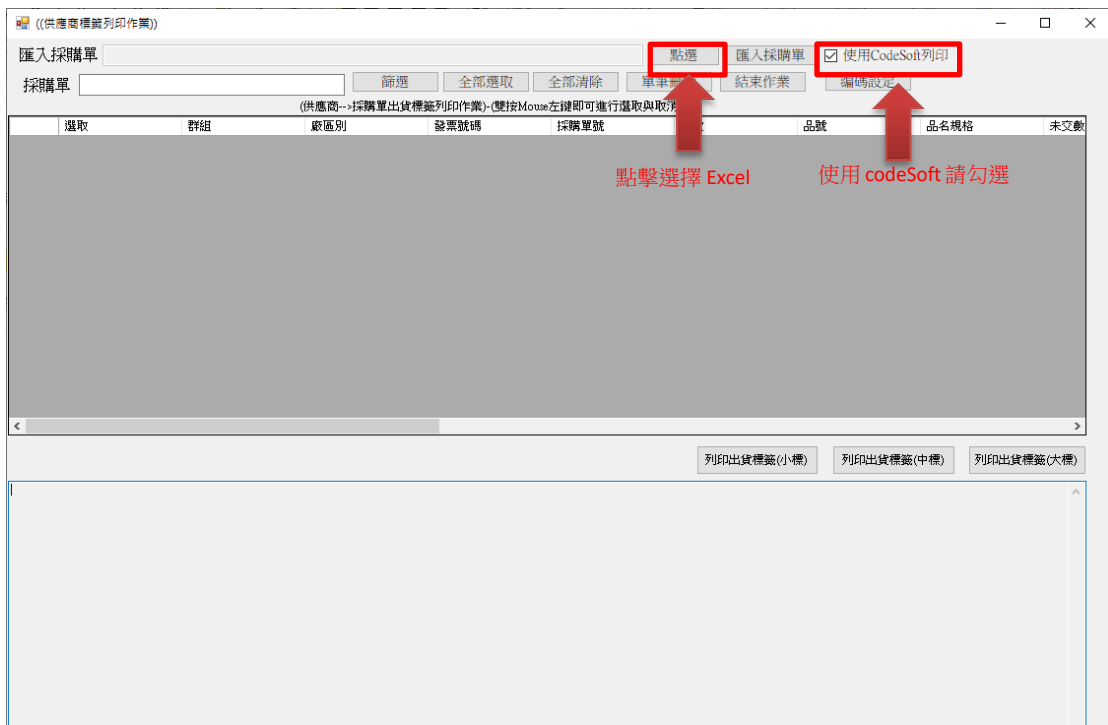 ((供應商標籤列印作業))
匯入採購單 點選 匯入採購單 使用CodeSoft列印
採購單 篩選 全部選取 全部清除 單筆刪 結束作業 編碼設定
(供應商-->採購單出貨標籤列印作業)-(雙按Mouse左鍵即可進行選取與取消
選取 群組 廠區別 發票號碼 採購單號 品號 品名規格 未交數
點擊選擇 Excel 使用 codeSoft 請勾選
列印出貨標籤(小標) 列印出貨標籤(中標) 列印出貨標籤(大標)